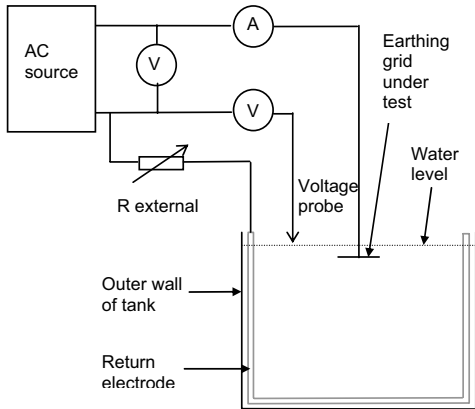 AC
source
A
V
V
Earthing
grid
under
test
Water
level
R external
Voltage
probe
Outer wall
of tank
Return
electrode